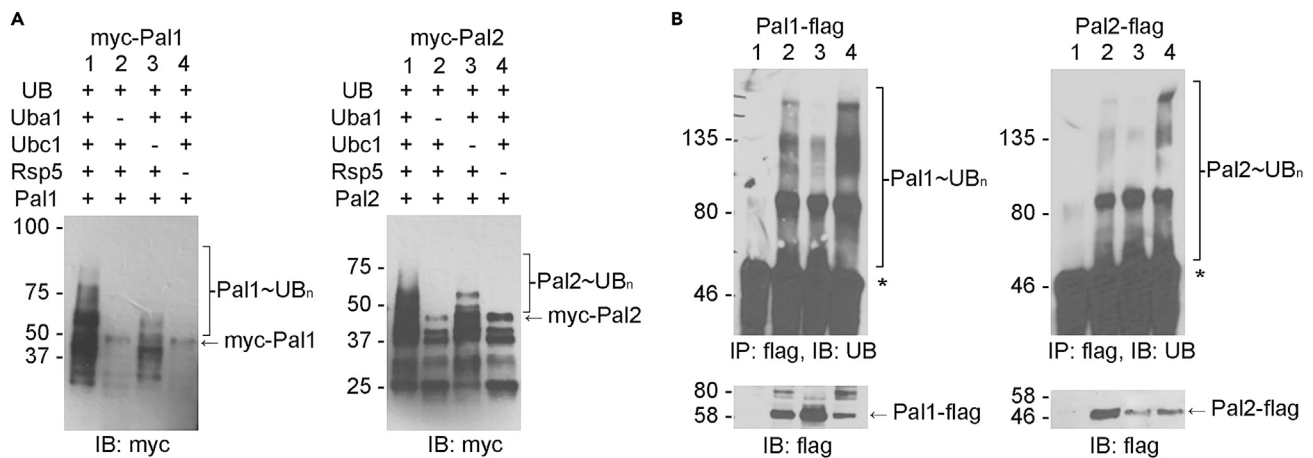 A
myc-Pal1
1 2 3 4
UB + + + +
Uba1 + - + +
Ubc1 + + - +
Rsp5 + + + -
Pal1 + + + +
100 -
75 -
50 -
37 -
Pal1~UBn
← myc-Pal1
IB: myc
myc-Pal2
1 2 3 4
UB + + + +
Uba1 + - + +
Ubc1 + + - +
Rsp5 + + + -
Pal2 + + + +
75 -
50 -
37 -
25 -
Pal2~UBn
← myc-Pal2
IB: myc
B
Pal1-flag
1 2 3 4
135 -
80 -
46 -
Pal1~UBn
*
IP: flag, IB: UB
80 -
58 -
← Pal1-flag
IB: flag
Pal2-flag
1 2 3 4
135 -
80 -
46 -
Pal2~UBn
*
IP: flag, IB: UB
58 -
46 -
← Pal2-flag
IB: flag